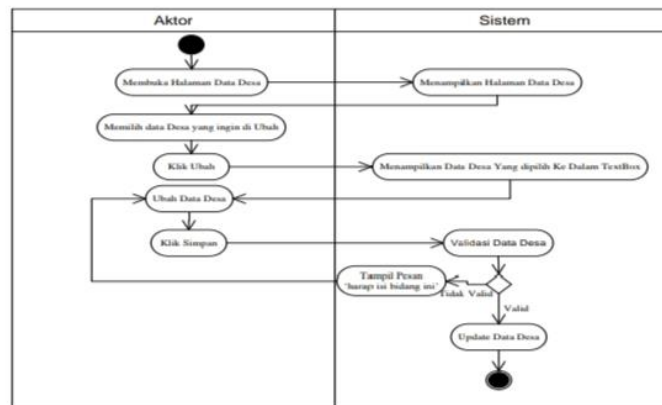 Aktor
Sistem
Membuka Halaman Data Desa
Menampilkan Halaman Data Desa
Memilih data Desa yang ingin di Ubah
Klik Ubah
Menampilkan Data Desa Yang dipilih Ke Dalam TextBox
Ubah Data Desa
Klik Simpan
Validasi Data Desa
Tampil Pesan
'harap isi bidang ini'
Tidak Valid
Valid
Update Data Desa